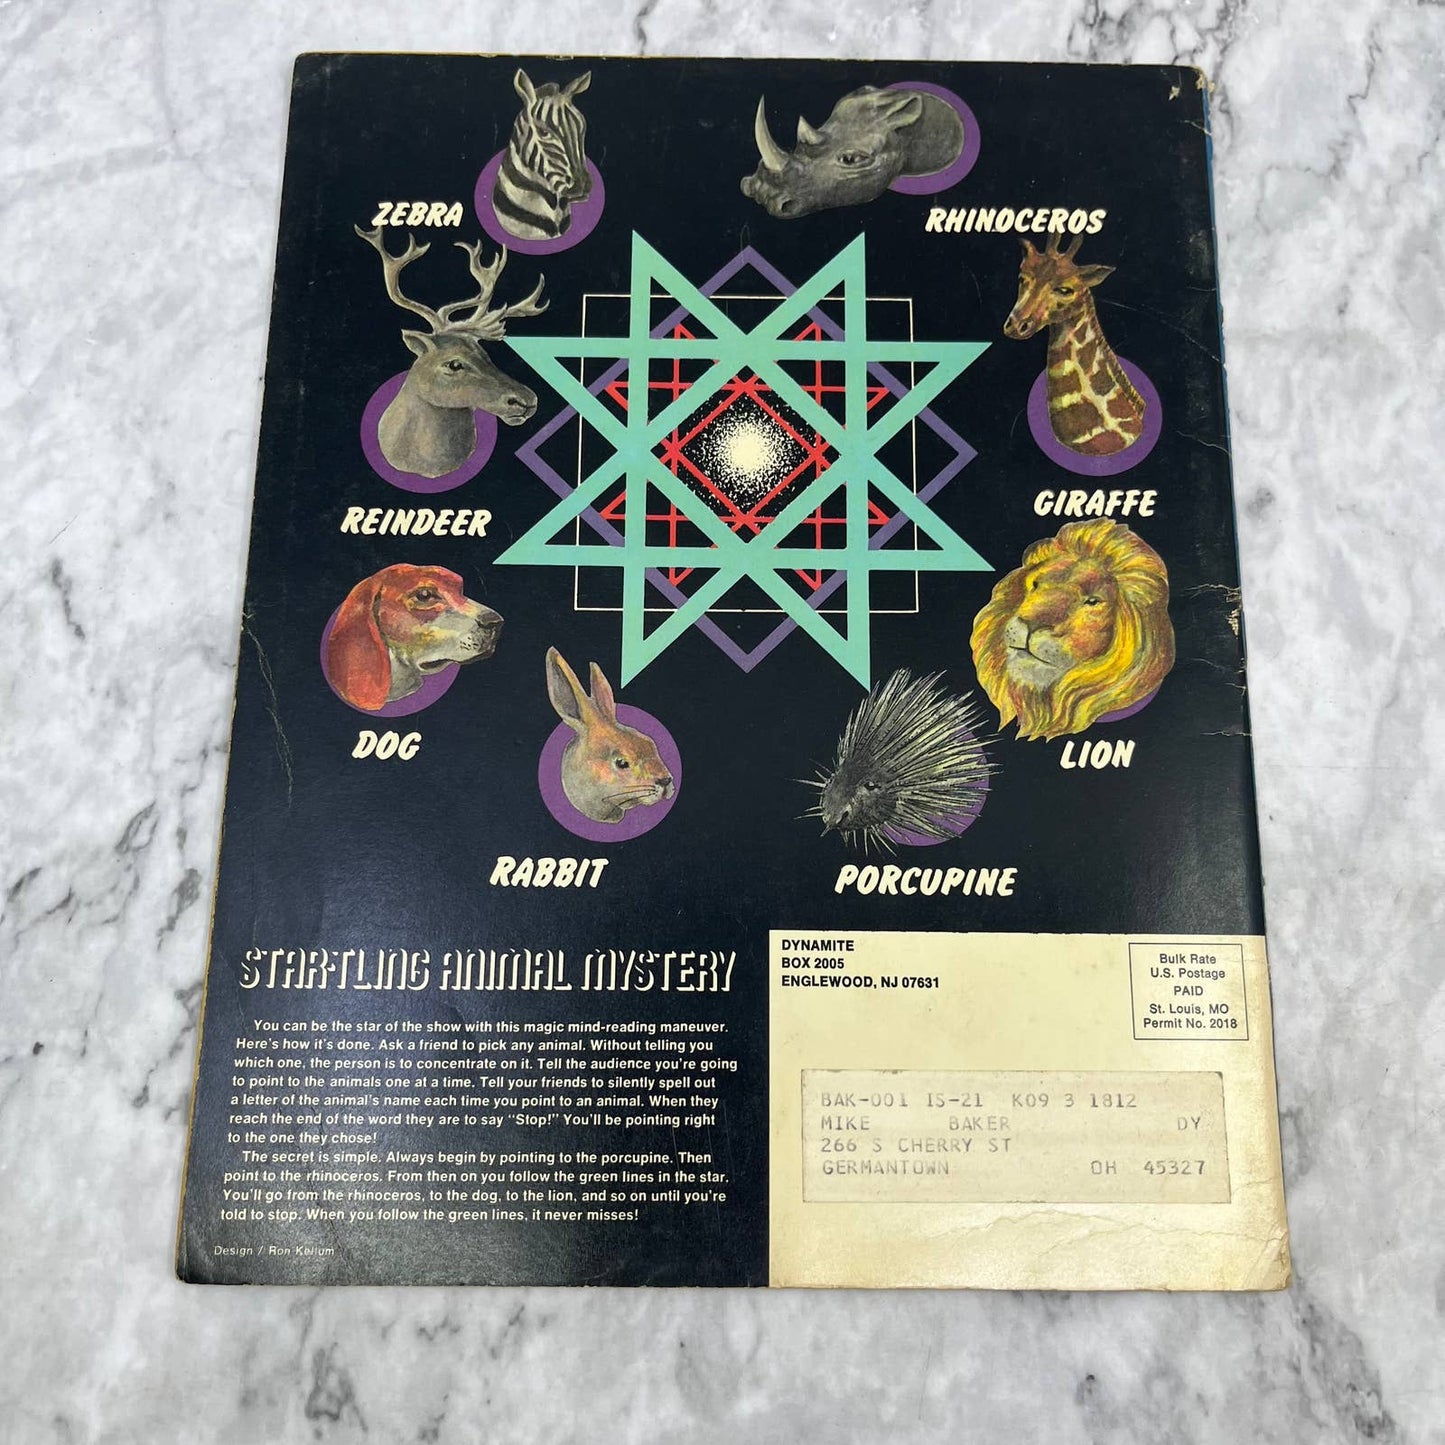 ZEBRA
RHINOCEROS
REINDEER
GIRAFFE
DOG
LION
RABBIT
PORCUPINE
STAR-TLING ANIMAL MYSTERY
You can be the star of the show with this magic mind-reading maneuver.
Here's how it's done. Ask a friend to pick any animal. Without telling you
which one, the person is to concentrate on it. Tell the audience you're going
to point to the animals one at a time. Tell your friends to silently spell out
a letter of the animal's name each time you point to an animal. When they
reach the end of the word they are to say "Stop!" You'll be pointing right
to the one they chose!
The secret is simple. Always begin by pointing to the porcupine. Then
point to the rhinoceros. From then on you follow the green lines in the star.
You'll go from the rhinoceros, to the dog, to the lion, and so on until you're
told to stop. When you follow the green lines, it never misses!
Design / Ron Kellum
DYNAMITE
BOX 2005
ENGLEWOOD, NJ 07631
Bulk Rate
U.S. Postage
PAID
St. Louis, MO
Permit No. 2018
BAK-001 IS-21 K09 3 1812
MIKE BAKER DY
266 S CHERRY ST
GERMANTOWN OH 45327